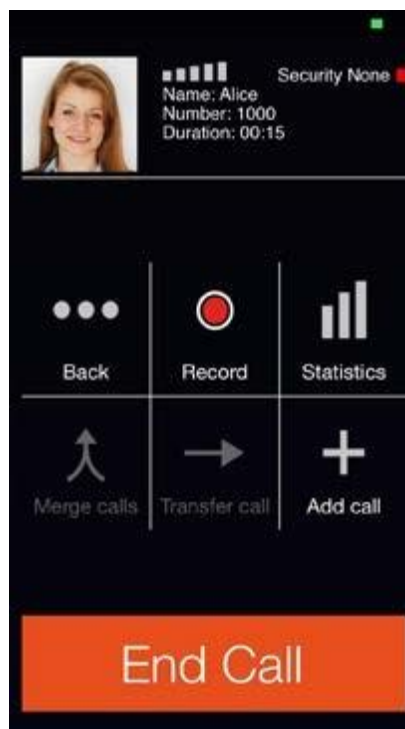 Security None
Name: Alice
Number: 1000
Duration: 00:15
Back
Record
Statistics
Merge calls
Transfer call
Add call
End Call